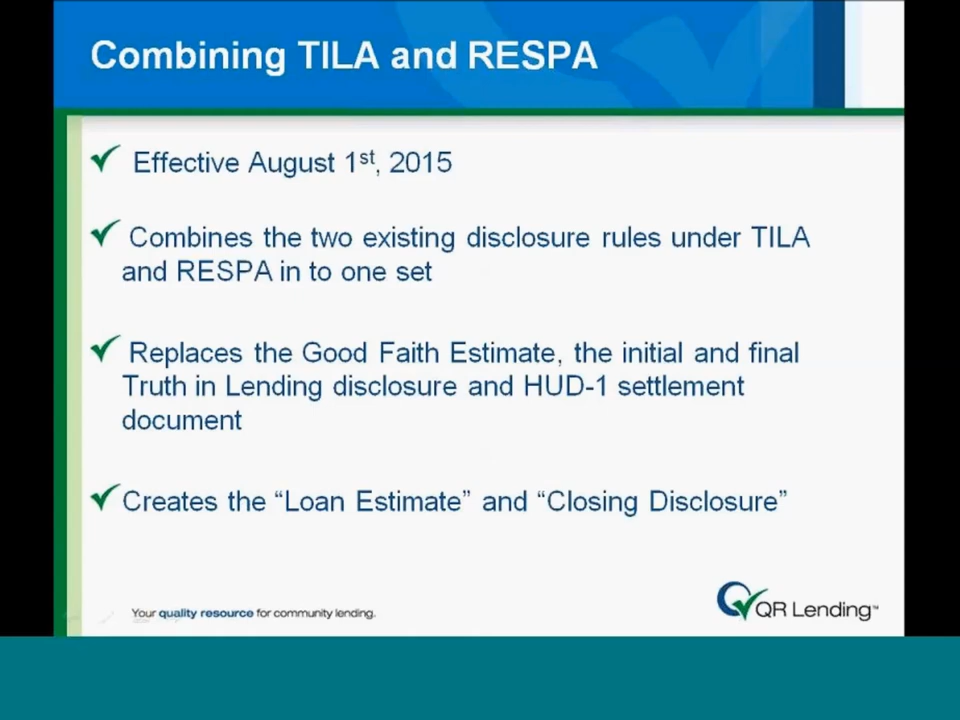 Combining TILA and RESPA
Effective August 1st, 2015
Combines the two existing disclosure rules under TILA
and RESPA in to one set
Replaces the Good Faith Estimate, the initial and final
Truth in Lending disclosure and HUD-1 settlement
document
Creates the “Loan Estimate” and “Closing Disclosure”
Your quality resource for community lending.
QR Lending™